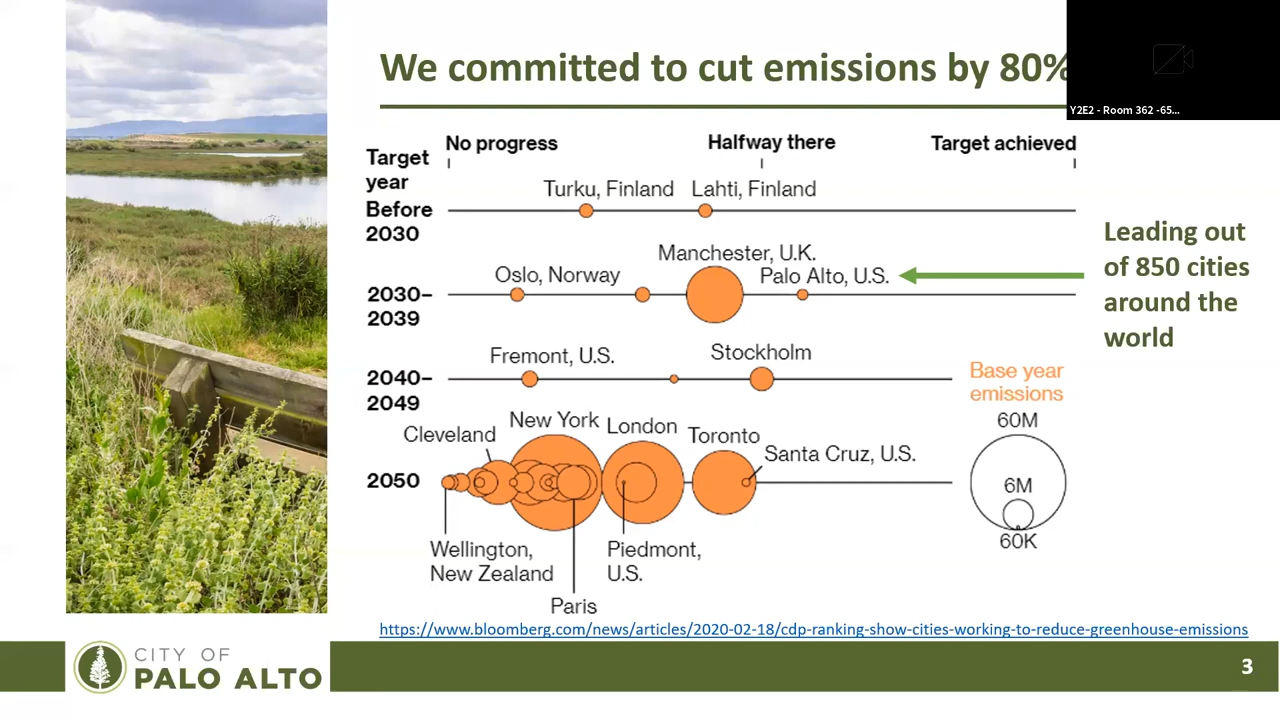 We committed to cut emissions by 80%
Y2E2 - Room 362 -65...
No progress
Halfway there
Target achieved
Target
year
Turku, Finland
Lahti, Finland
Before
2030
Manchester, U.K.
Oslo, Norway
Palo Alto, U.S.
2030–
2039
Leading out
of 850 cities
around the
world
Fremont, U.S.
Stockholm
2040–
2049
Base year
emissions
60M
6M
60K
Cleveland
New York
London
Toronto
Santa Cruz, U.S.
2050
Wellington,
New Zealand
Piedmont,
U.S.
Paris
https://www.bloomberg.com/news/articles/2020-02-18/cdp-ranking-show-cities-working-to-reduce-greenhouse-emissions
CITY OF
PALO ALTO
3